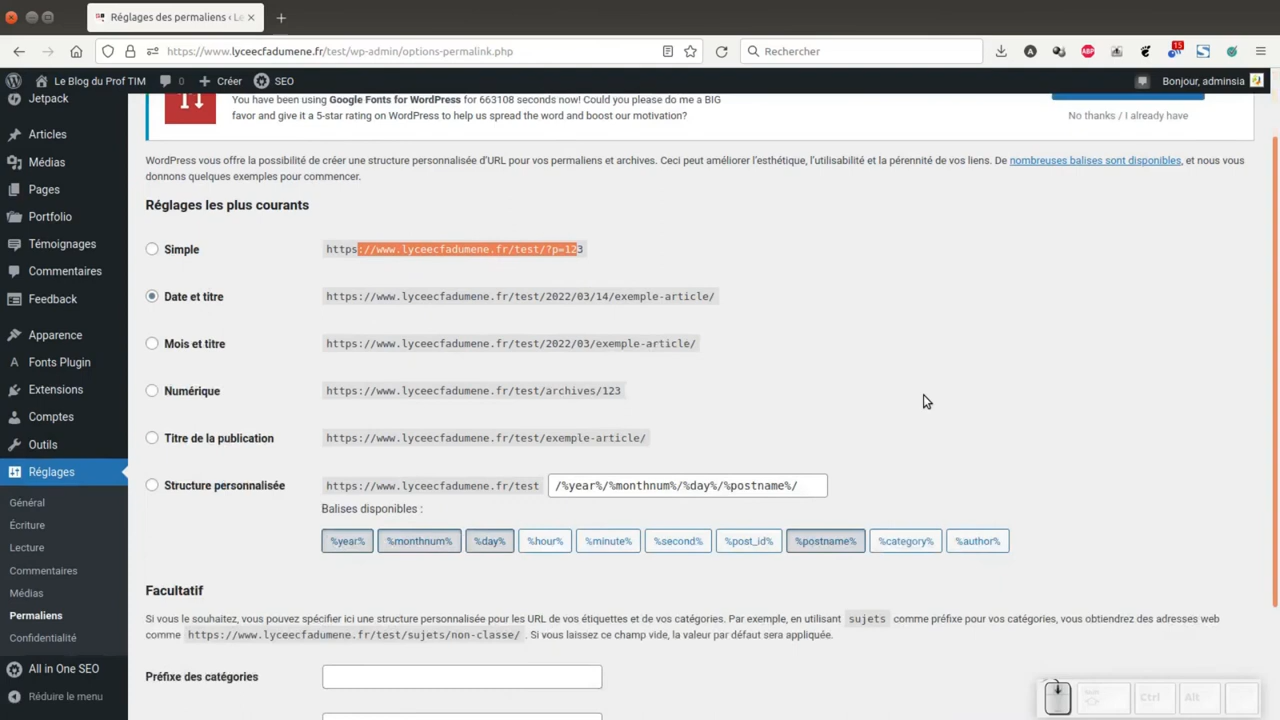 Réglages des permaliens ‹ Le
https://www.lyceecfadumene.fr/test/wp-admin/options-permalink.php
Rechercher
A
ABP
15
Le Blog du Prof TIM
0
Créer
SEO
Bonjour, adminsia
Jetpack
Articles
Médias
Pages
Portfolio
Témoignages
Commentaires
Feedback
Apparence
Fonts Plugin
Extensions
Comptes
Outils
Réglages
Général
Écriture
Lecture
Commentaires
Médias
Permaliens
Confidentialité
All in One SEO
Réduire le menu
You have been using Google Fonts for WordPress for 663108 seconds now! Could you please do me a BIG
favor and give it a 5-star rating on WordPress to help us spread the word and boost our motivation?
No thanks / I already have
WordPress vous offre la possibilité de créer une structure personnalisée d'URL pour vos permaliens et archives. Ceci peut améliorer l'esthétique, l'utilisabilité et la pérennité de vos liens. De nombreuses balises sont disponibles, et nous vous
donnons quelques exemples pour commencer.
Réglages les plus courants
Simple https://www.lyceecfadumene.fr/test/?p=123
Date et titre https://www.lyceecfadumene.fr/test/2022/03/14/exemple-article/
Mois et titre https://www.lyceecfadumene.fr/test/2022/03/exemple-article/
Numérique https://www.lyceecfadumene.fr/test/archives/123
Titre de la publication https://www.lyceecfadumene.fr/test/exemple-article/
Structure personnalisée https://www.lyceecfadumene.fr/test /%year%/%monthnum%/%day%/%postname%/
Balises disponibles :
%year% %monthnum% %day% %hour% %minute% %second% %post_id% %postname% %category% %author%
Facultatif
Si vous le souhaitez, vous pouvez spécifier ici une structure personnalisée pour les URL de vos étiquettes et de vos catégories. Par exemple, en utilisant sujets comme préfixe pour vos catégories, vous obtiendrez des adresses web
comme https://www.lyceecfadumene.fr/test/sujets/non-classe/ . Si vous laissez ce champ vide, la valeur par défaut sera appliquée.
Préfixe des catégories
Ctrl
Alt